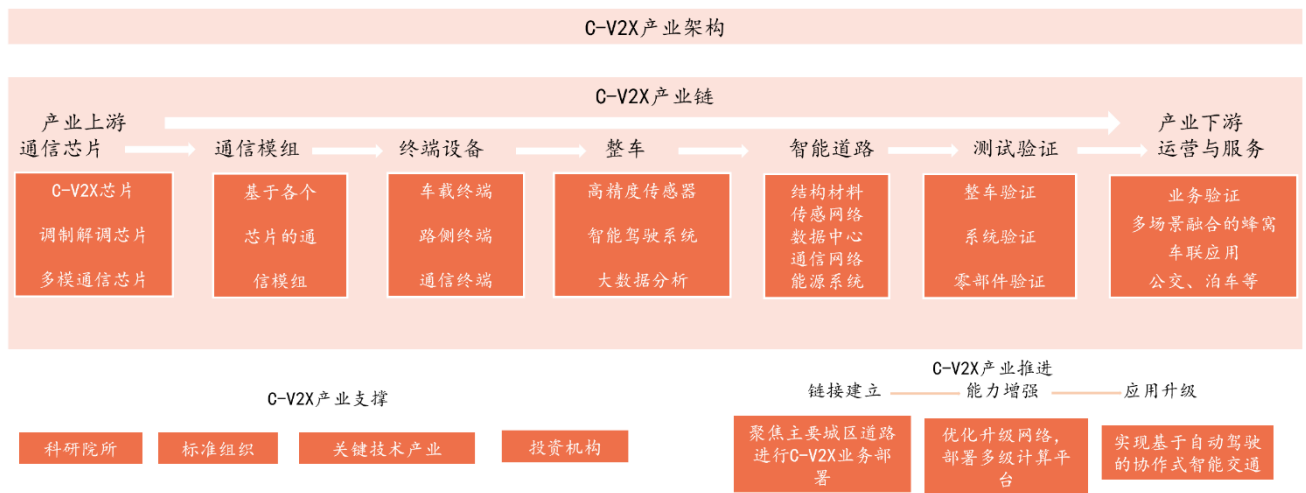 C-V2X产业架构
C-V2X产业链
产业上游
产业下游
通信芯片
通信模组
终端设备
整车
智能道路
测试验证
运营与服务
C-V2X芯片
调制解调芯片
多模通信芯片
基于各个
芯片的通
信模组
车载终端
路侧终端
通信终端
高精度传感器
智能驾驶系统
大数据分析
结构材料
传感网络
数据中心
通信网络
能源系统
整车验证
系统验证
零部件验证
业务验证
多场景融合的蜂窝
车联应用
公交、泊车等
C-V2X产业支撑
科研院所
标准组织
关键技术产业
投资机构
C-V2X产业推进
链接建立
能力增强
应用升级
聚焦主要城区道路
进行C-V2X业务部
署
优化升级网络，
部署多级计算平
台
实现基于自动驾驶
的协作式智能交通